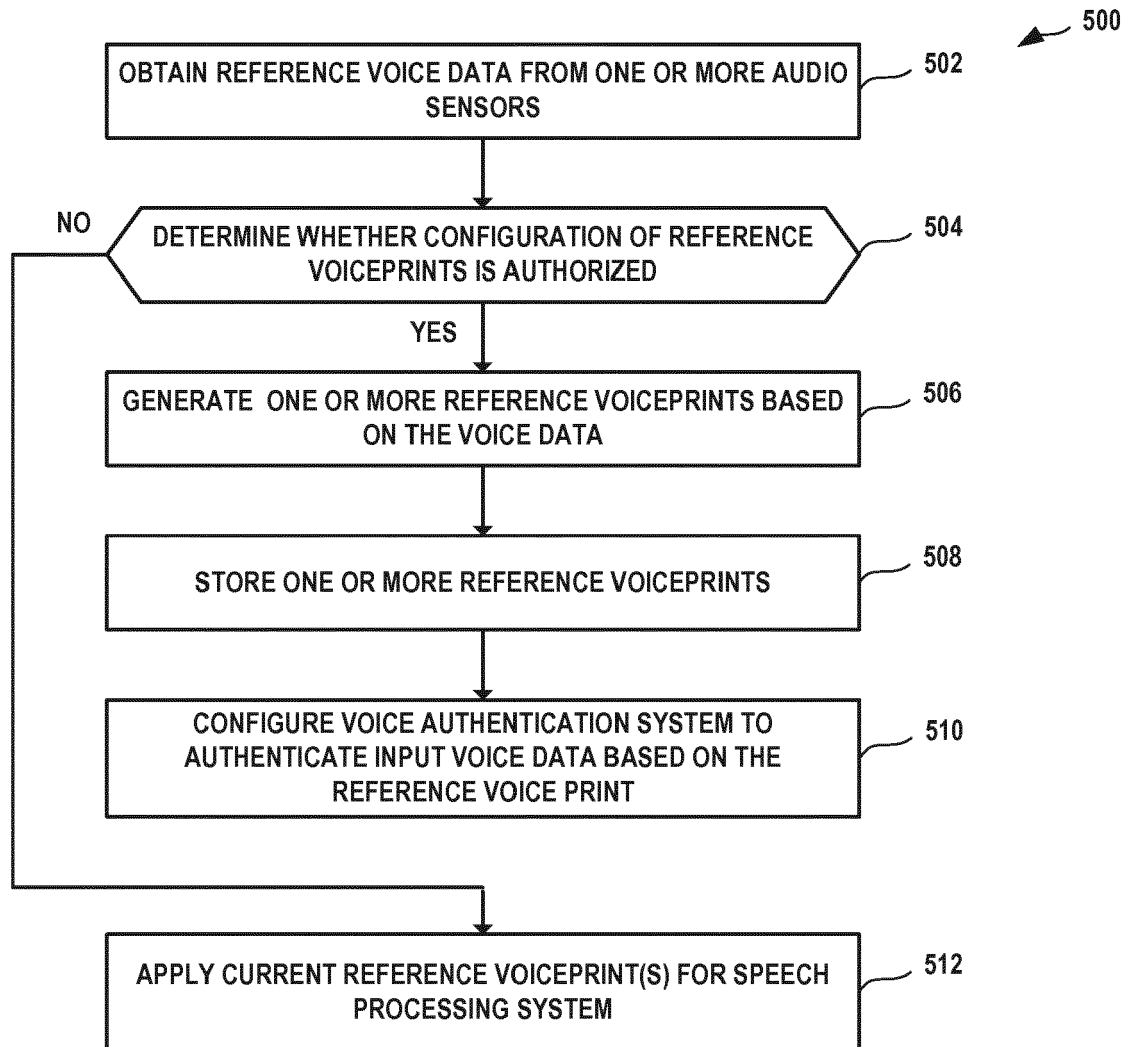 500
OBTAIN REFERENCE VOICE DATA FROM ONE OR MORE AUDIO
SENSORS
502
NO
DETERMINE WHETHER CONFIGURATION OF REFERENCE
VOICEPRINTS IS AUTHORIZED
504
YES
GENERATE ONE OR MORE REFERENCE VOICEPRINTS BASED
ON THE VOICE DATA
506
STORE ONE OR MORE REFERENCE VOICEPRINTS
508
CONFIGURE VOICE AUTHENTICATION SYSTEM TO
AUTHENTICATE INPUT VOICE DATA BASED ON THE
REFERENCE VOICE PRINT
510
APPLY CURRENT REFERENCE VOICEPRINT(S) FOR SPEECH
PROCESSING SYSTEM
512